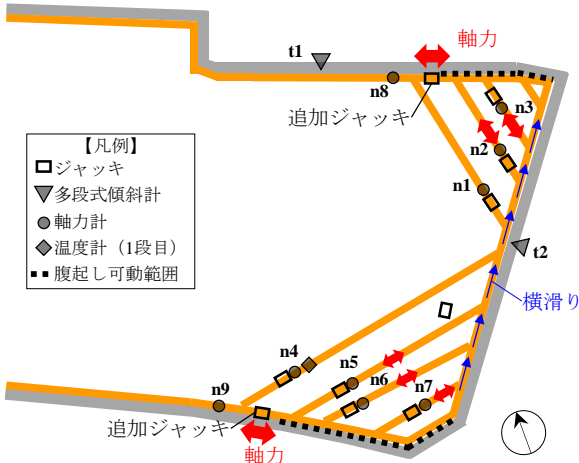 t1
軸力
n8
追加ジャッキ
n3
n2
n1
【凡例】
ジャッキ
多段式傾斜計
軸力計
温度計（1段目）
腹起し可動範囲
t2
横滑り
n4
n5
n6
n7
n9
追加ジャッキ
軸力